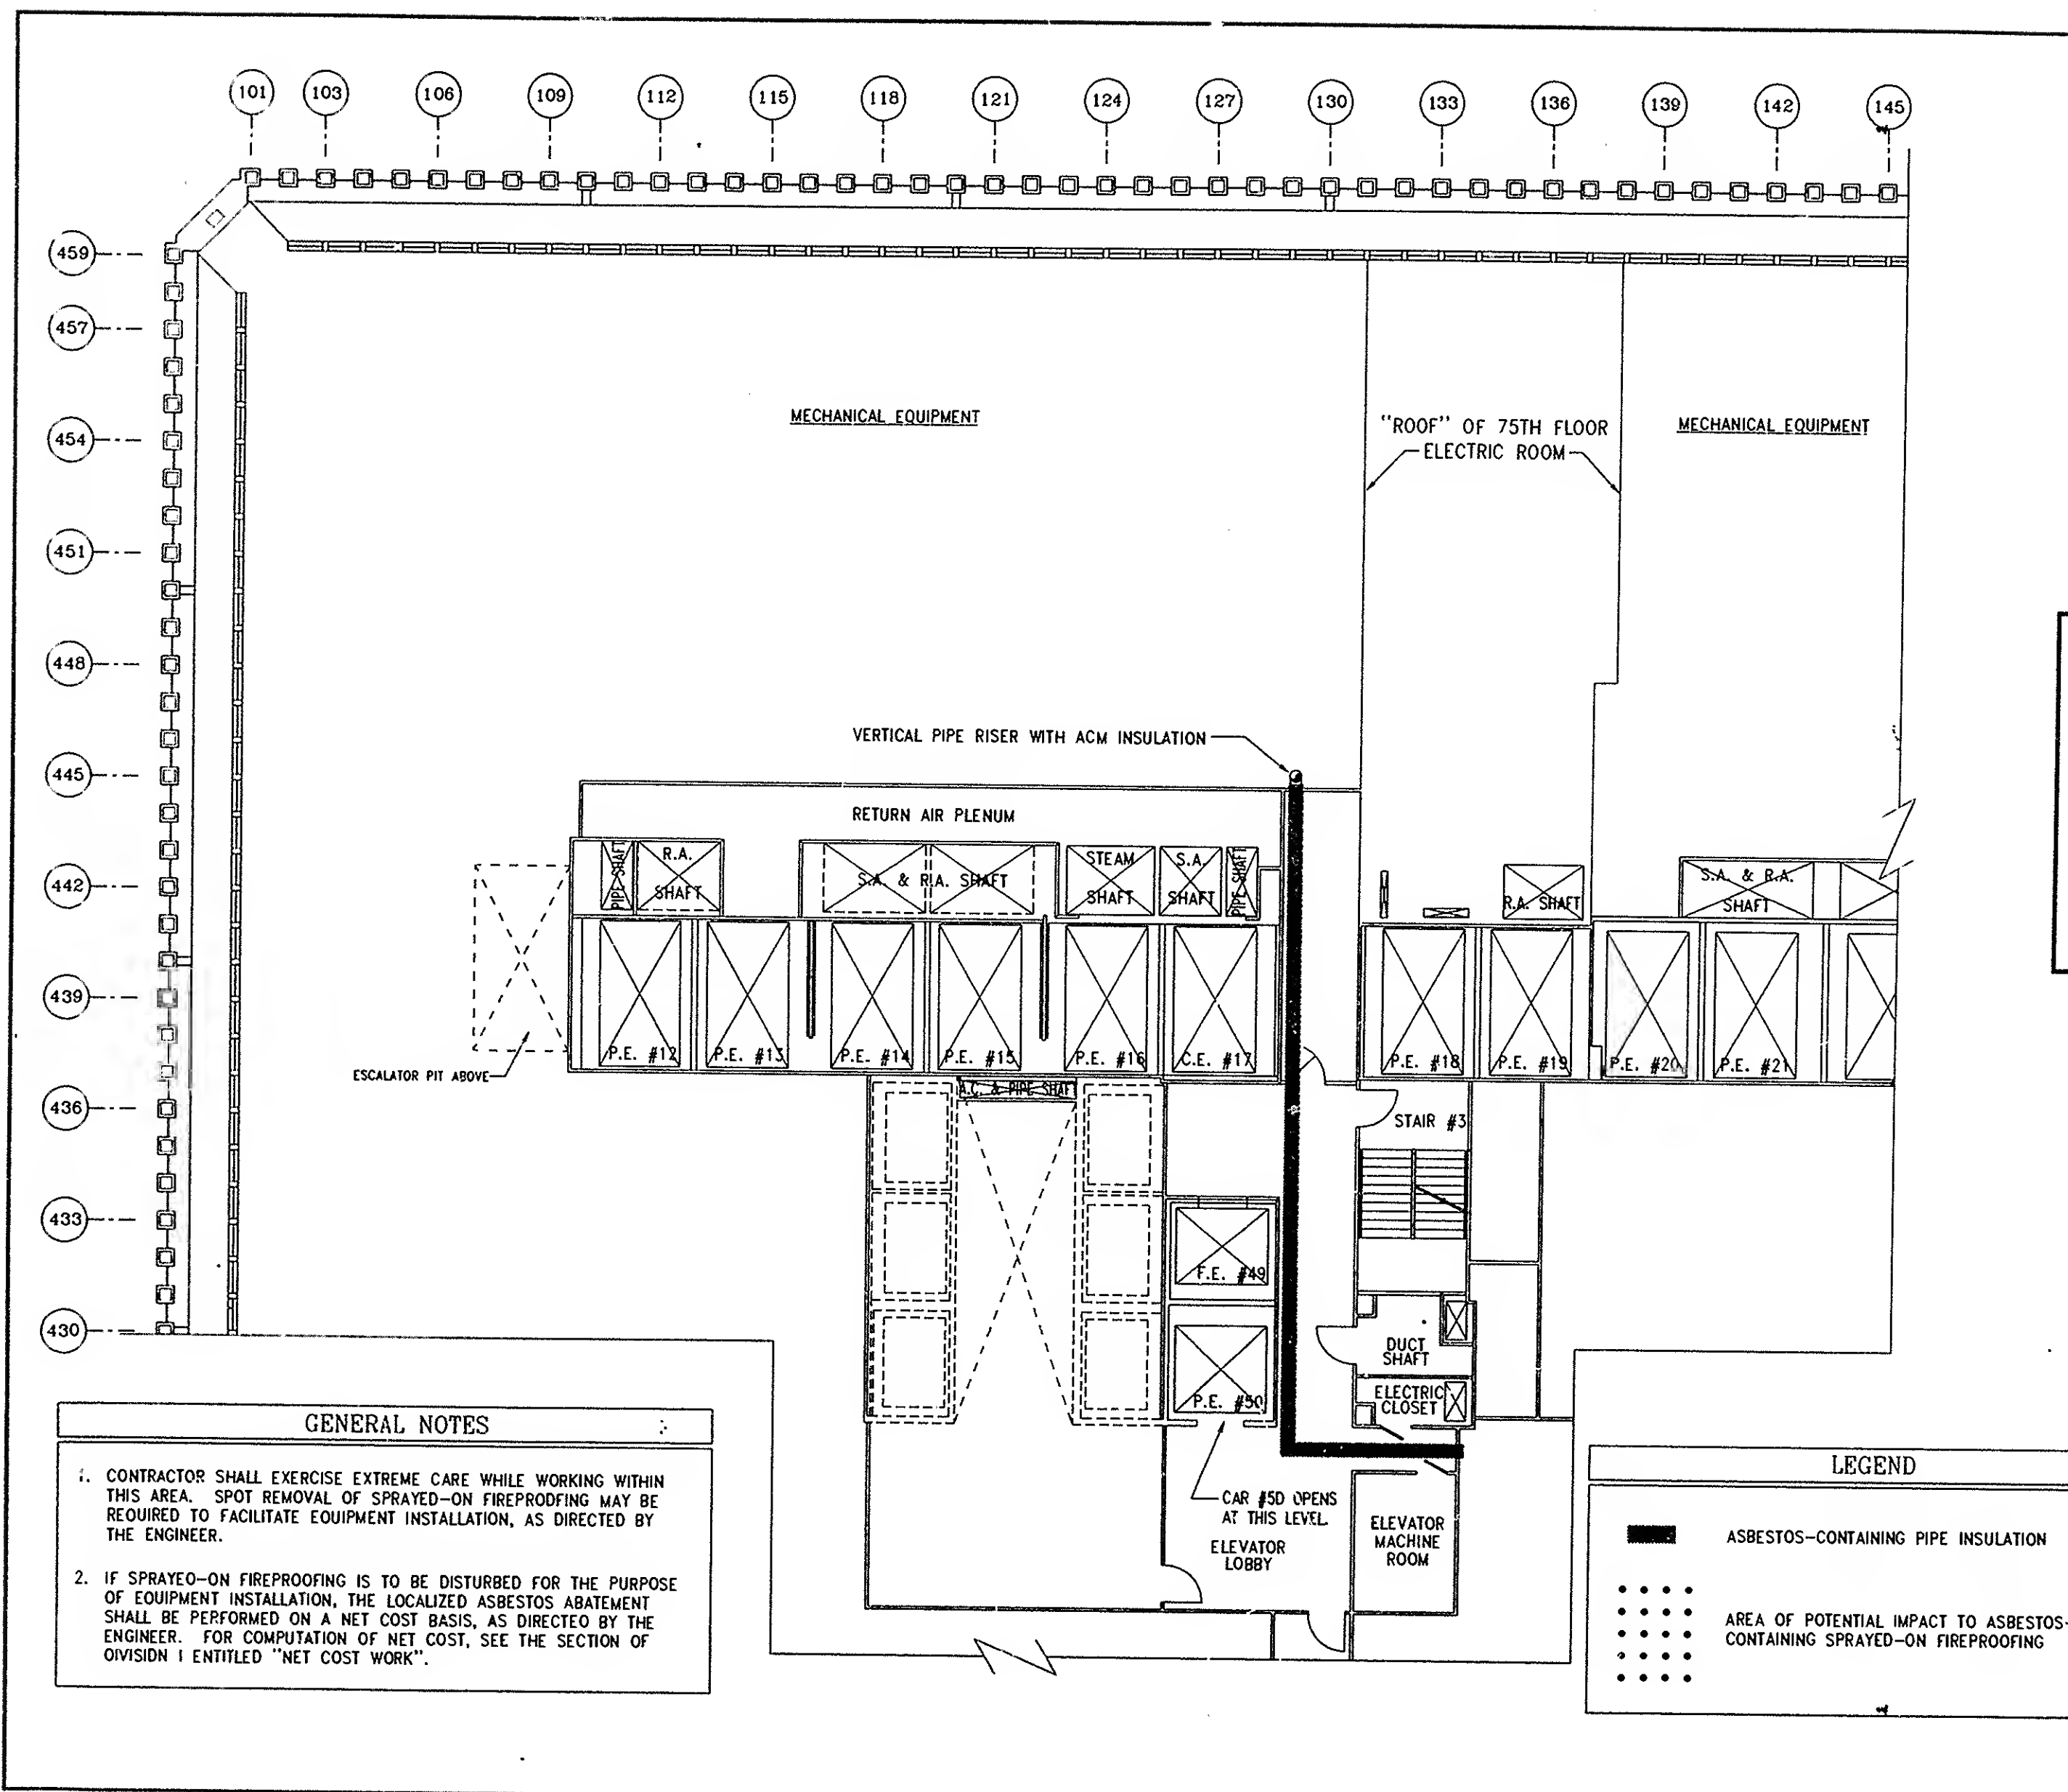 101 103 106 109 112 115 118 121 124 127 130 133 136 139 142 145
459
457
454
451
448
445
442
439
436
433
430
MECHANICAL EQUIPMENT
"ROOF" OF 75TH FLOOR
ELECTRIC ROOM
MECHANICAL EQUIPMENT
VERTICAL PIPE RISER WITH ACM INSULATION
RETURN AIR PLENUM
PIPE SHAFT
R.A.
SHAFT
S.A. & R.A. SHAFT
STEAM
SHAFT
S.A.
SHAFT
PIPE SHAFT
R.A. SHAFT
S.A. & R.A.
SHAFT
P.E. #12
P.E. #13
P.E. #14
P.E. #15
P.E. #16
C.E. #17
P.E. #18
P.E. #19
P.E. #20
P.E. #21
ESCALATOR PIT ABOVE
A.C. & PIPE SHAFT
STAIR #3
F.E. #49
P.E. #50
DUCT
SHAFT
ELECTRIC
CLOSET
CAR #5D OPENS
AT THIS LEVEL
ELEVATOR
LOBBY
ELEVATOR
MACHINE
ROOM
GENERAL NOTES
1. CONTRACTOR SHALL EXERCISE EXTREME CARE WHILE WORKING WITHIN
THIS AREA. SPOT REMOVAL OF SPRAYED-ON FIREPRODFING MAY BE
REQUIRED TO FACILITATE EQUIPMENT INSTALLATION, AS DIRECTED BY
THE ENGINEER.
2. IF SPRAYEO-ON FIREPROOFING IS TO BE DISTURBED FOR THE PURPOSE
OF EQUIPMENT INSTALLATION, THE LOCALIZED ASBESTOS ABATEMENT
SHALL BE PERFORMED ON A NET COST BASIS, AS DIRECTED BY THE
ENGINEER. FOR COMPUTATION OF NET COST, SEE THE SECTION OF
OIVISIDN 1 ENTITLED "NET COST WORK".
LEGEND
ASBESTOS-CONTAINING PIPE INSULATION
AREA OF POTENTIAL IMPACT TO ASBESTOS-
CONTAINING SPRAYED-ON FIREPROOFING